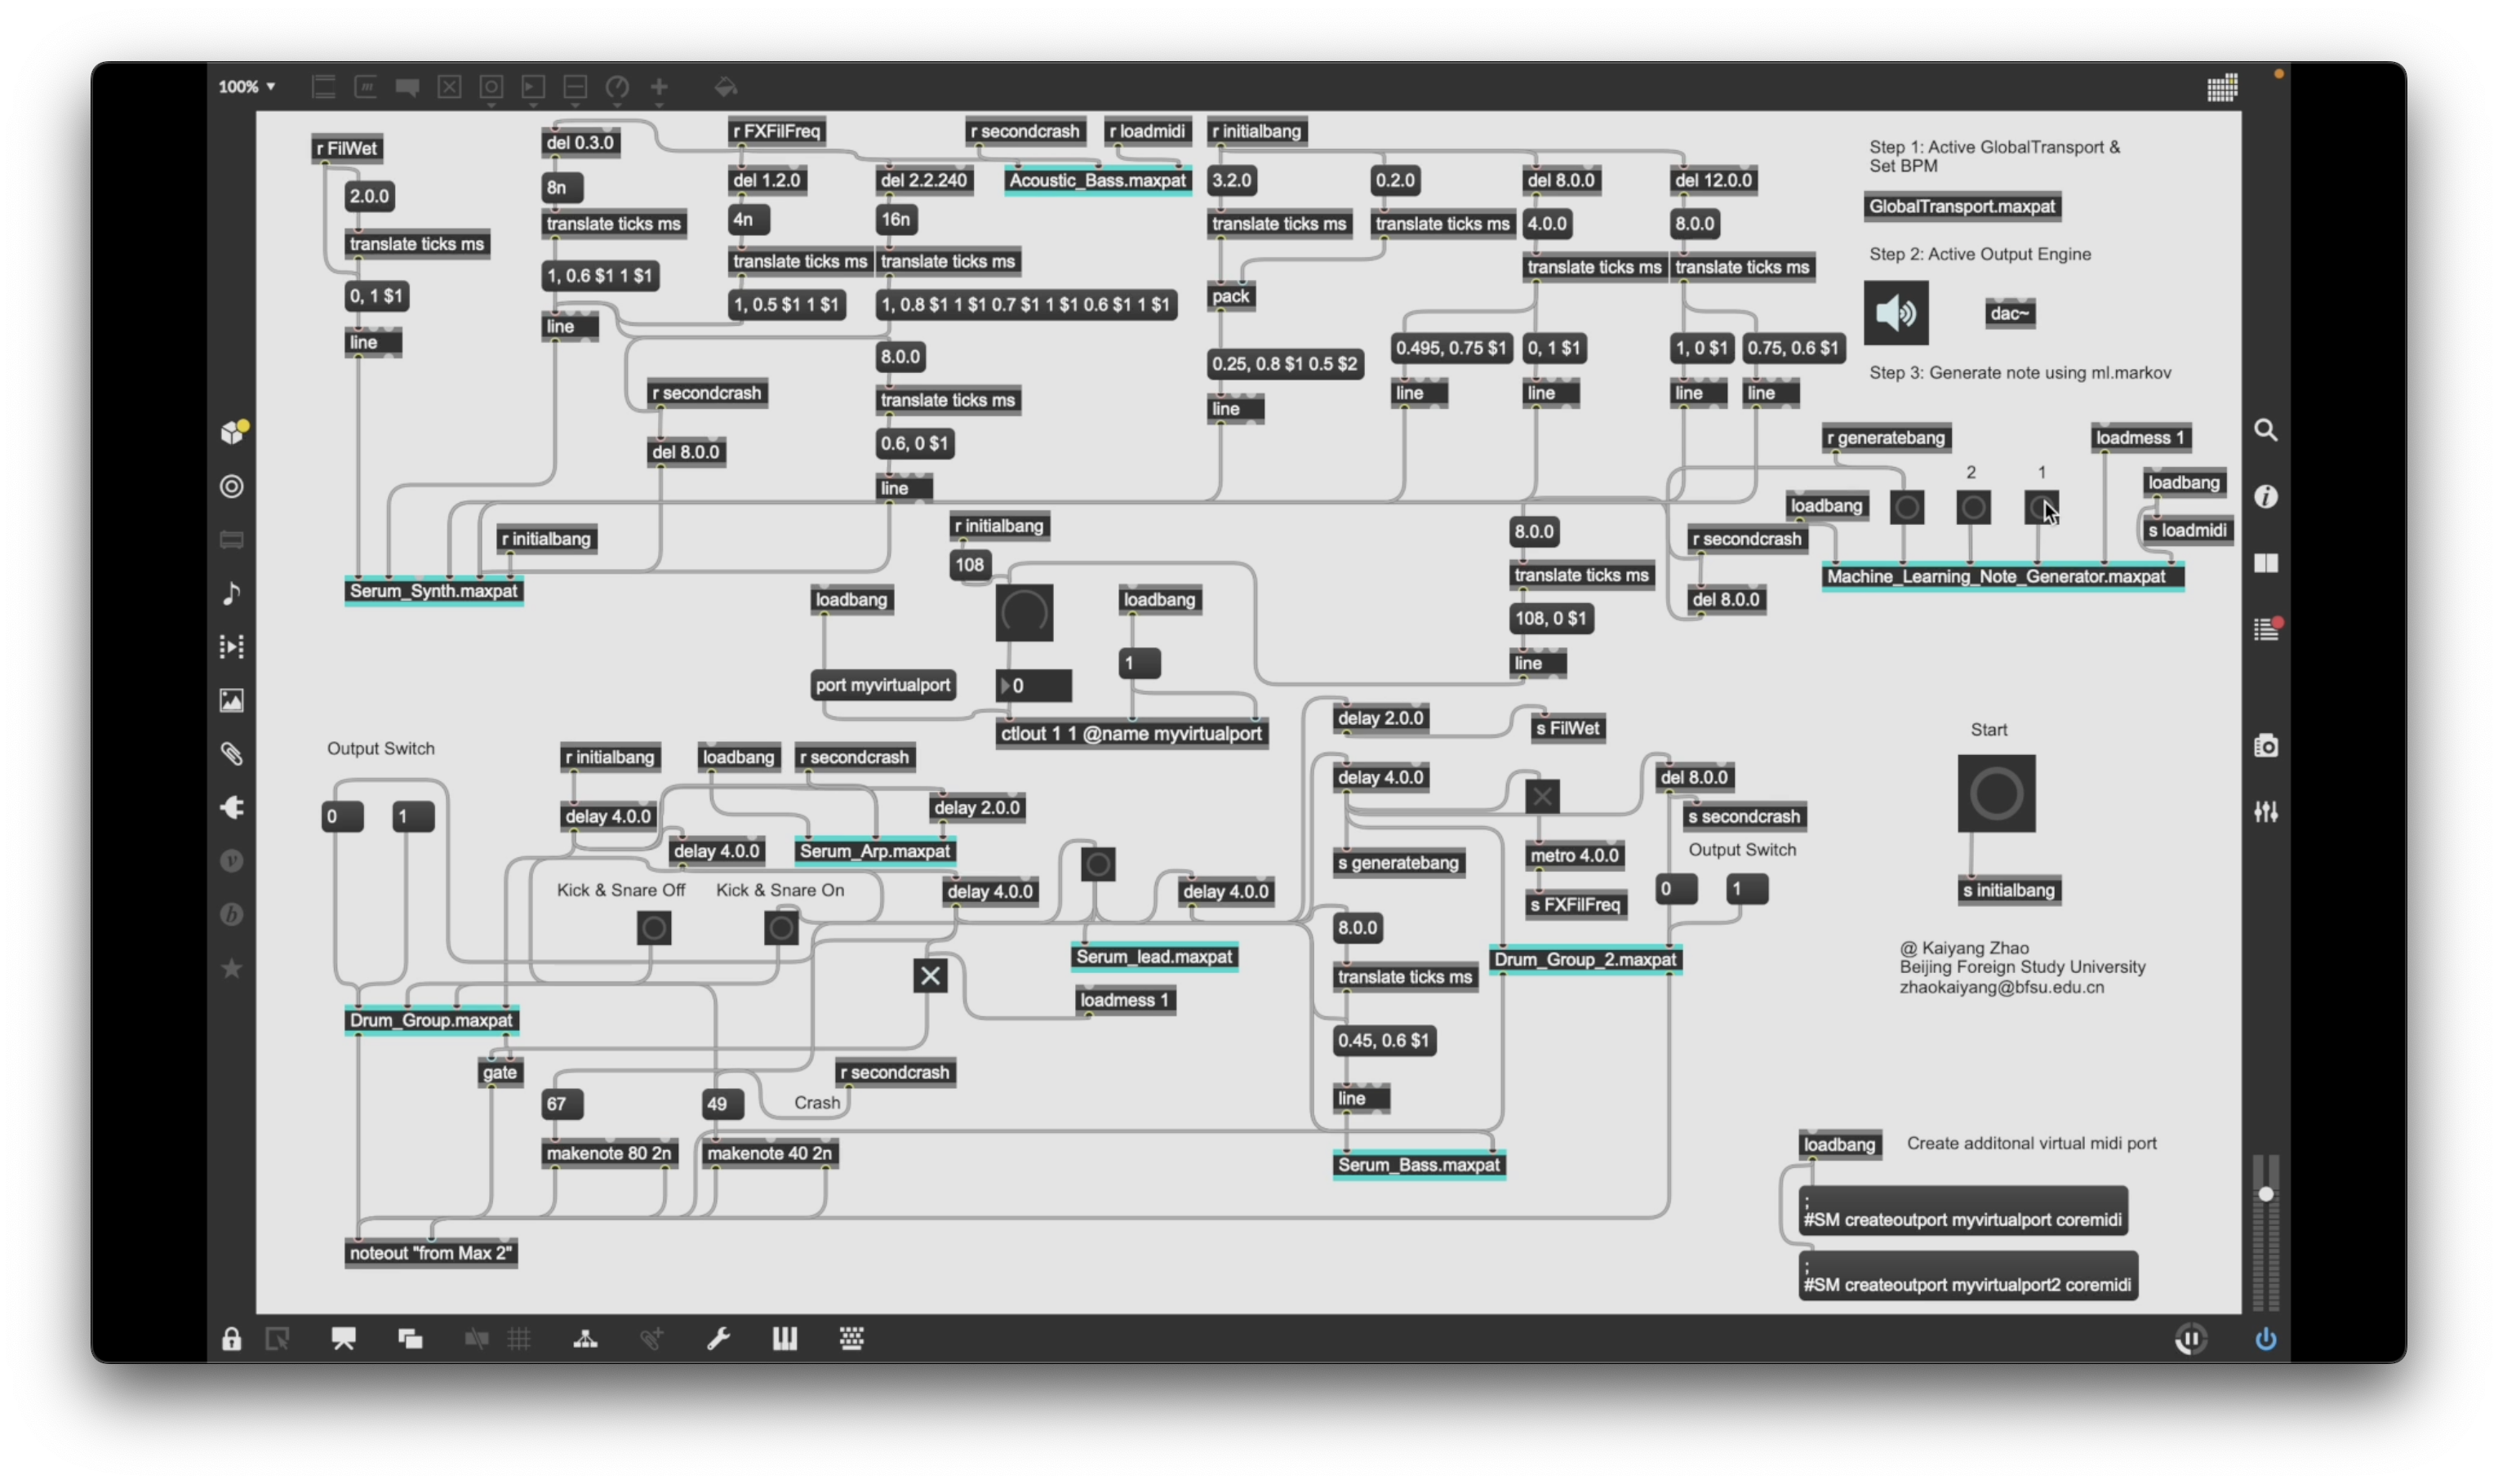 100%
r FilWet
2.0.0
translate ticks ms
0, 1 $1
line
del 0.3.0
8n
translate ticks ms
1, 0.6 $1 1 $1
line
r FXFilFreq
del 1.2.0
4n
translate ticks ms
1, 0.5 $1 1 $1
r secondcrash
del 8.0.0
del 2.2.240
16n
translate ticks ms
1, 0.8 $1 1 $1 0.7 $1 1 $1 0.6 $1 1 $1
8.0.0
translate ticks ms
0.6, 0 $1
line
r secondcrash
r loadmidi
Acoustic_Bass.maxpat
r initialbang
3.2.0
translate ticks ms
0.2.0
translate ticks ms
pack
0.25, 0.8 $1 0.5 $2
line
del 8.0.0
4.0.0
translate ticks ms
0.495, 0.75 $1
line
0, 1 $1
line
del 12.0.0
8.0.0
translate ticks ms
1, 0 $1
line
0.75, 0.6 $1
line
Step 1: Active GlobalTransport &
Set BPM
GlobalTransport.maxpat
Step 2: Active Output Engine
dac~
Step 3: Generate note using ml.markov
r generatebang
loadmess 1
2
1
loadbang
loadbang
s loadmidi
r secondcrash
del 8.0.0
Machine_Learning_Note_Generator.maxpat
r initialbang
Serum_Synth.maxpat
r initialbang
108
loadbang
loadbang
port myvirtualport
0
1
ctlout 1 1 @name myvirtualport
8.0.0
translate ticks ms
108, 0 $1
line
Output Switch
0
1
r initialbang
loadbang
r secondcrash
delay 4.0.0
delay 2.0.0
delay 4.0.0
Serum_Arp.maxpat
Kick & Snare Off
Kick & Snare On
delay 4.0.0
delay 4.0.0
Serum_lead.maxpat
loadmess 1
Drum_Group.maxpat
gate
67
49
Crash
r secondcrash
makenote 80 2n
makenote 40 2n
noteout "from Max 2"
delay 2.0.0
s FilWet
delay 4.0.0
s generatebang
metro 4.0.0
s FXFilFreq
del 8.0.0
s secondcrash
Output Switch
0
1
8.0.0
translate ticks ms
Drum_Group_2.maxpat
0.45, 0.6 $1
line
Serum_Bass.maxpat
Start
s initialbang
@ Kaiyang Zhao
Beijing Foreign Study University
zhaokaiyang@bfsu.edu.cn
loadbang
Create additonal virtual midi port
;
#SM createoutport myvirtualport coremidi
;
#SM createoutport myvirtualport2 coremidi